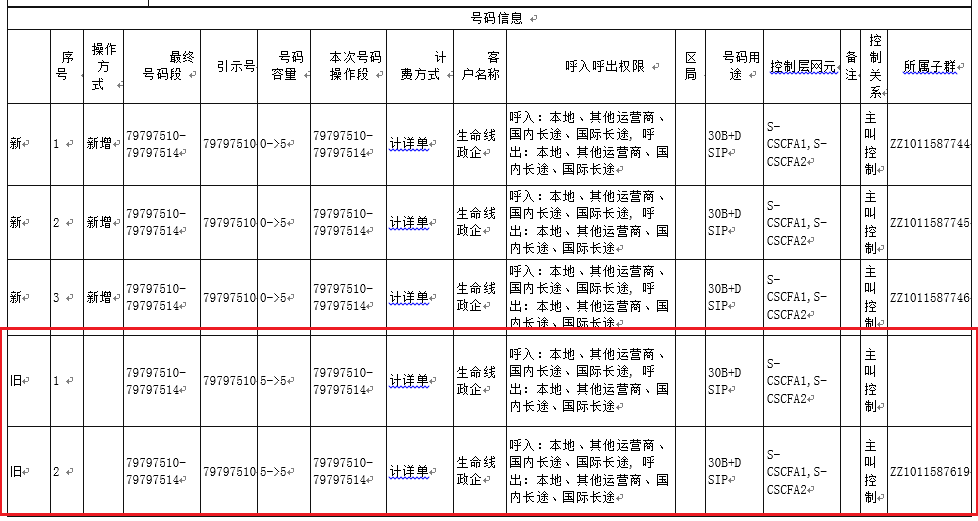 号码信息
序号 操作方式 最终号码段 引示号 号码容量 本次号码操作段 计费方式 客户名称 呼入呼出权限 区局 号码用途 控制层网元 备注 控制关系 所属子群
新 1 新增 79797510-79797514 79797510 0->5 79797510-79797514 计详单 生命线政企 呼入: 本地、其他运营商、国内长途、国际长途, 呼出: 本地、其他运营商、国内长途、国际长途 30B+D SIP S-CSCFA1,S-CSCFA2 主叫控制 ZZ1011587744
新 2 新增 79797510-79797514 79797510 0->5 79797510-79797514 计详单 生命线政企 呼入: 本地、其他运营商、国内长途、国际长途, 呼出: 本地、其他运营商、国内长途、国际长途 30B+D SIP S-CSCFA1,S-CSCFA2 主叫控制 ZZ1011587745
新 3 新增 79797510-79797514 79797510 0->5 79797510-79797514 计详单 生命线政企 呼入: 本地、其他运营商、国内长途、国际长途, 呼出: 本地、其他运营商、国内长途、国际长途 30B+D SIP S-CSCFA1,S-CSCFA2 主叫控制 ZZ1011587746
旧 1 79797510-79797514 79797510 5->5 79797510-79797514 计详单 生命线政企 呼入: 本地、其他运营商、国内长途、国际长途, 呼出: 本地、其他运营商、国内长途、国际长途 30B+D SIP S-CSCFA1,S-CSCFA2 主叫控制
旧 2 79797510-79797514 79797510 5->5 79797510-79797514 计详单 生命线政企 呼入: 本地、其他运营商、国内长途、国际长途, 呼出: 本地、其他运营商、国内长途、国际长途 30B+D SIP S-CSCFA1,S-CSCFA2 主叫控制 ZZ1011587619